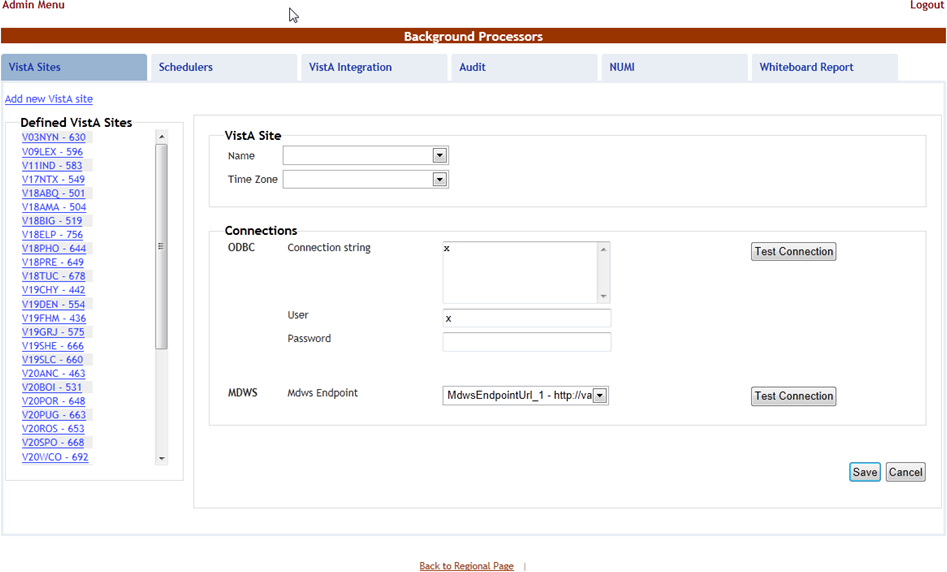 Admin Menu Logout
Background Processors
VistA Sites Schedulers VistA Integration Audit NUMI Whiteboard Report
Add new VistA site
Defined VistA Sites
V03NYN - 630
V09LEX - 596
V11IND - 583
V17NTX - 549
V18ABQ - 501
V18AMA - 504
V18BIG - 519
V18ELP - 756
V18PHO - 644
V18PRE - 649
V18TUC - 678
V19CHY - 442
V19DEN - 554
V19FHM - 436
V19GRJ - 575
V19SHE - 666
V19SLC - 660
V20ANC - 463
V20BOI - 531
V20POR - 648
V20PUG - 663
V20ROS - 653
V20SPO - 668
V20WCO - 692
VistA Site
Name
Time Zone
Connections
ODBC Connection string x Test Connection
User x
Password
MDWS Mdws Endpoint MdwsEndpointUrl_1 - http://va Test Connection
Save Cancel
Back to Regional Page |